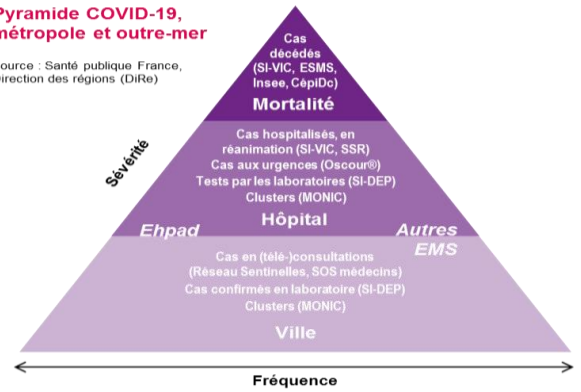 Pyramide COVID-19,
métropole et outre-mer
Source : Santé publique France,
Direction des régions (DiRe)
Cas
décédés
(SI-VIC, ESMS,
Insee, CépiDc)
Mortalité
Sévérité
Cas hospitalisés, en
réanimation (SI-VIC, SSR)
Cas aux urgences (Oscour®)
Tests par les laboratoires (SI-DEP)
Clusters (MONIC)
Hôpital
Ehpad
Autres
EMS
Cas en (télé-)consultations
(Réseau Sentinelles, SOS médecins)
Cas confirmés en laboratoire (SI-DEP)
Clusters (MONIC)
Ville
Fréquence